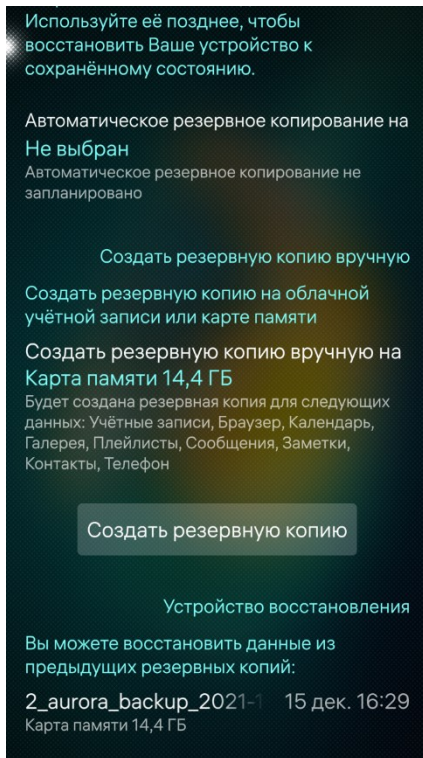 Используйте её позднее, чтобы
восстановить Ваше устройство к
сохранённому состоянию.
Автоматическое резервное копирование на
Не выбран
Автоматическое резервное копирование не
запланировано
Создать резервную копию вручную
Создать резервную копию на облачной
учётной записи или карте памяти
Создать резервную копию вручную на
Карта памяти 14,4 ГБ
Будет создана резервная копия для следующих
данных: Учётные записи, Браузер, Календарь,
Галерея, Плейлисты, Сообщения, Заметки,
Контакты, Телефон
Создать резервную копию
Устройство восстановления
Вы можете восстановить данные из
предыдущих резервных копий:
2_aurora_backup_2021-1 15 дек. 16:29
Карта памяти 14,4 ГБ